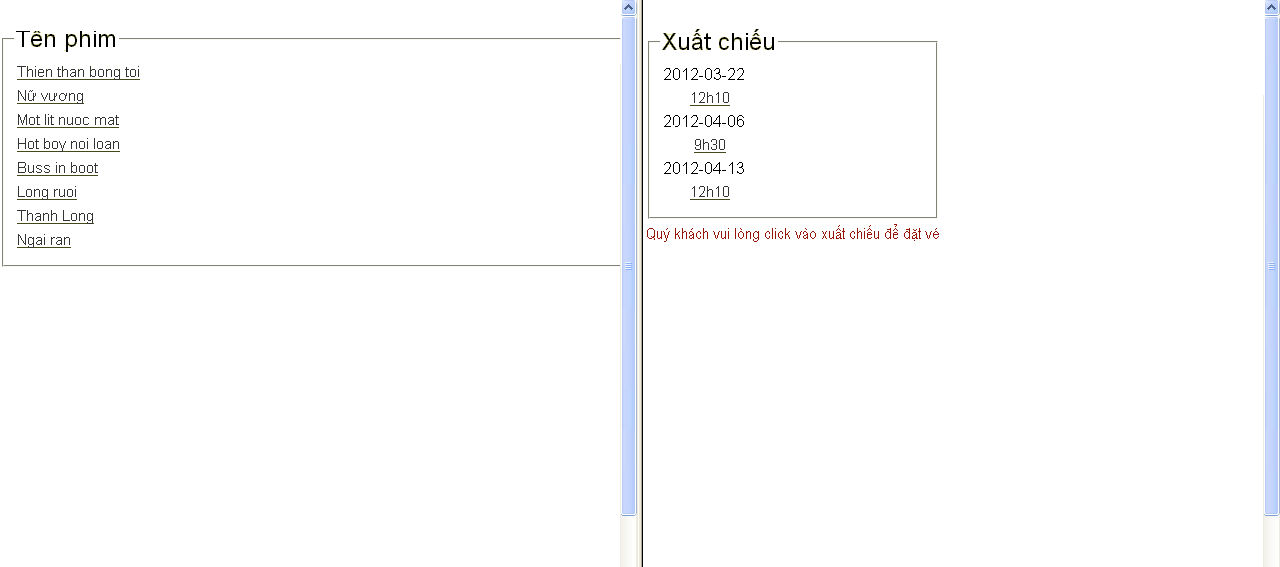 Tên phim
Thien than bong toi
Nữ vương
Mot lit nuoc mat
Hot boy noi loan
Buss in boot
Long ruoi
Thanh Long
Ngai ran
Xuất chiếu
2012-03-22
12h10
2012-04-06
9h30
2012-04-13
12h10
Quý khách vui lòng click vào xuất chiếu để đặt vé